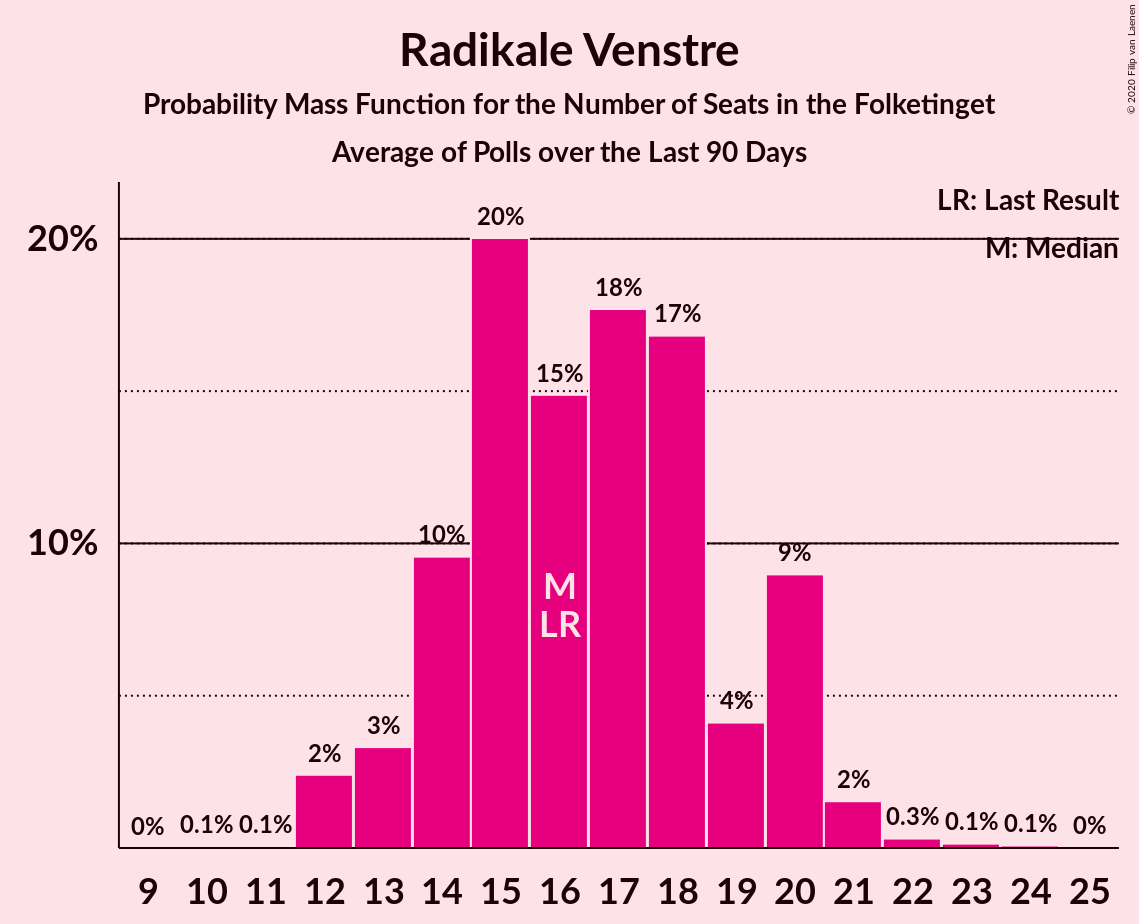 Radikale Venstre
Probability Mass Function for the Number of Seats in the Folketinget
Average of Polls over the Last 90 Days
© 2020 Filip van Laenen
LR: Last Result
M: Median
20%
10%
0%
0.1%
0.1%
2%
3%
10%
20%
15%
18%
17%
4%
9%
2%
0.3%
0.1%
0.1%
0%
M
LR
9 10 11 12 13 14 15 16 17 18 19 20 21 22 23 24 25